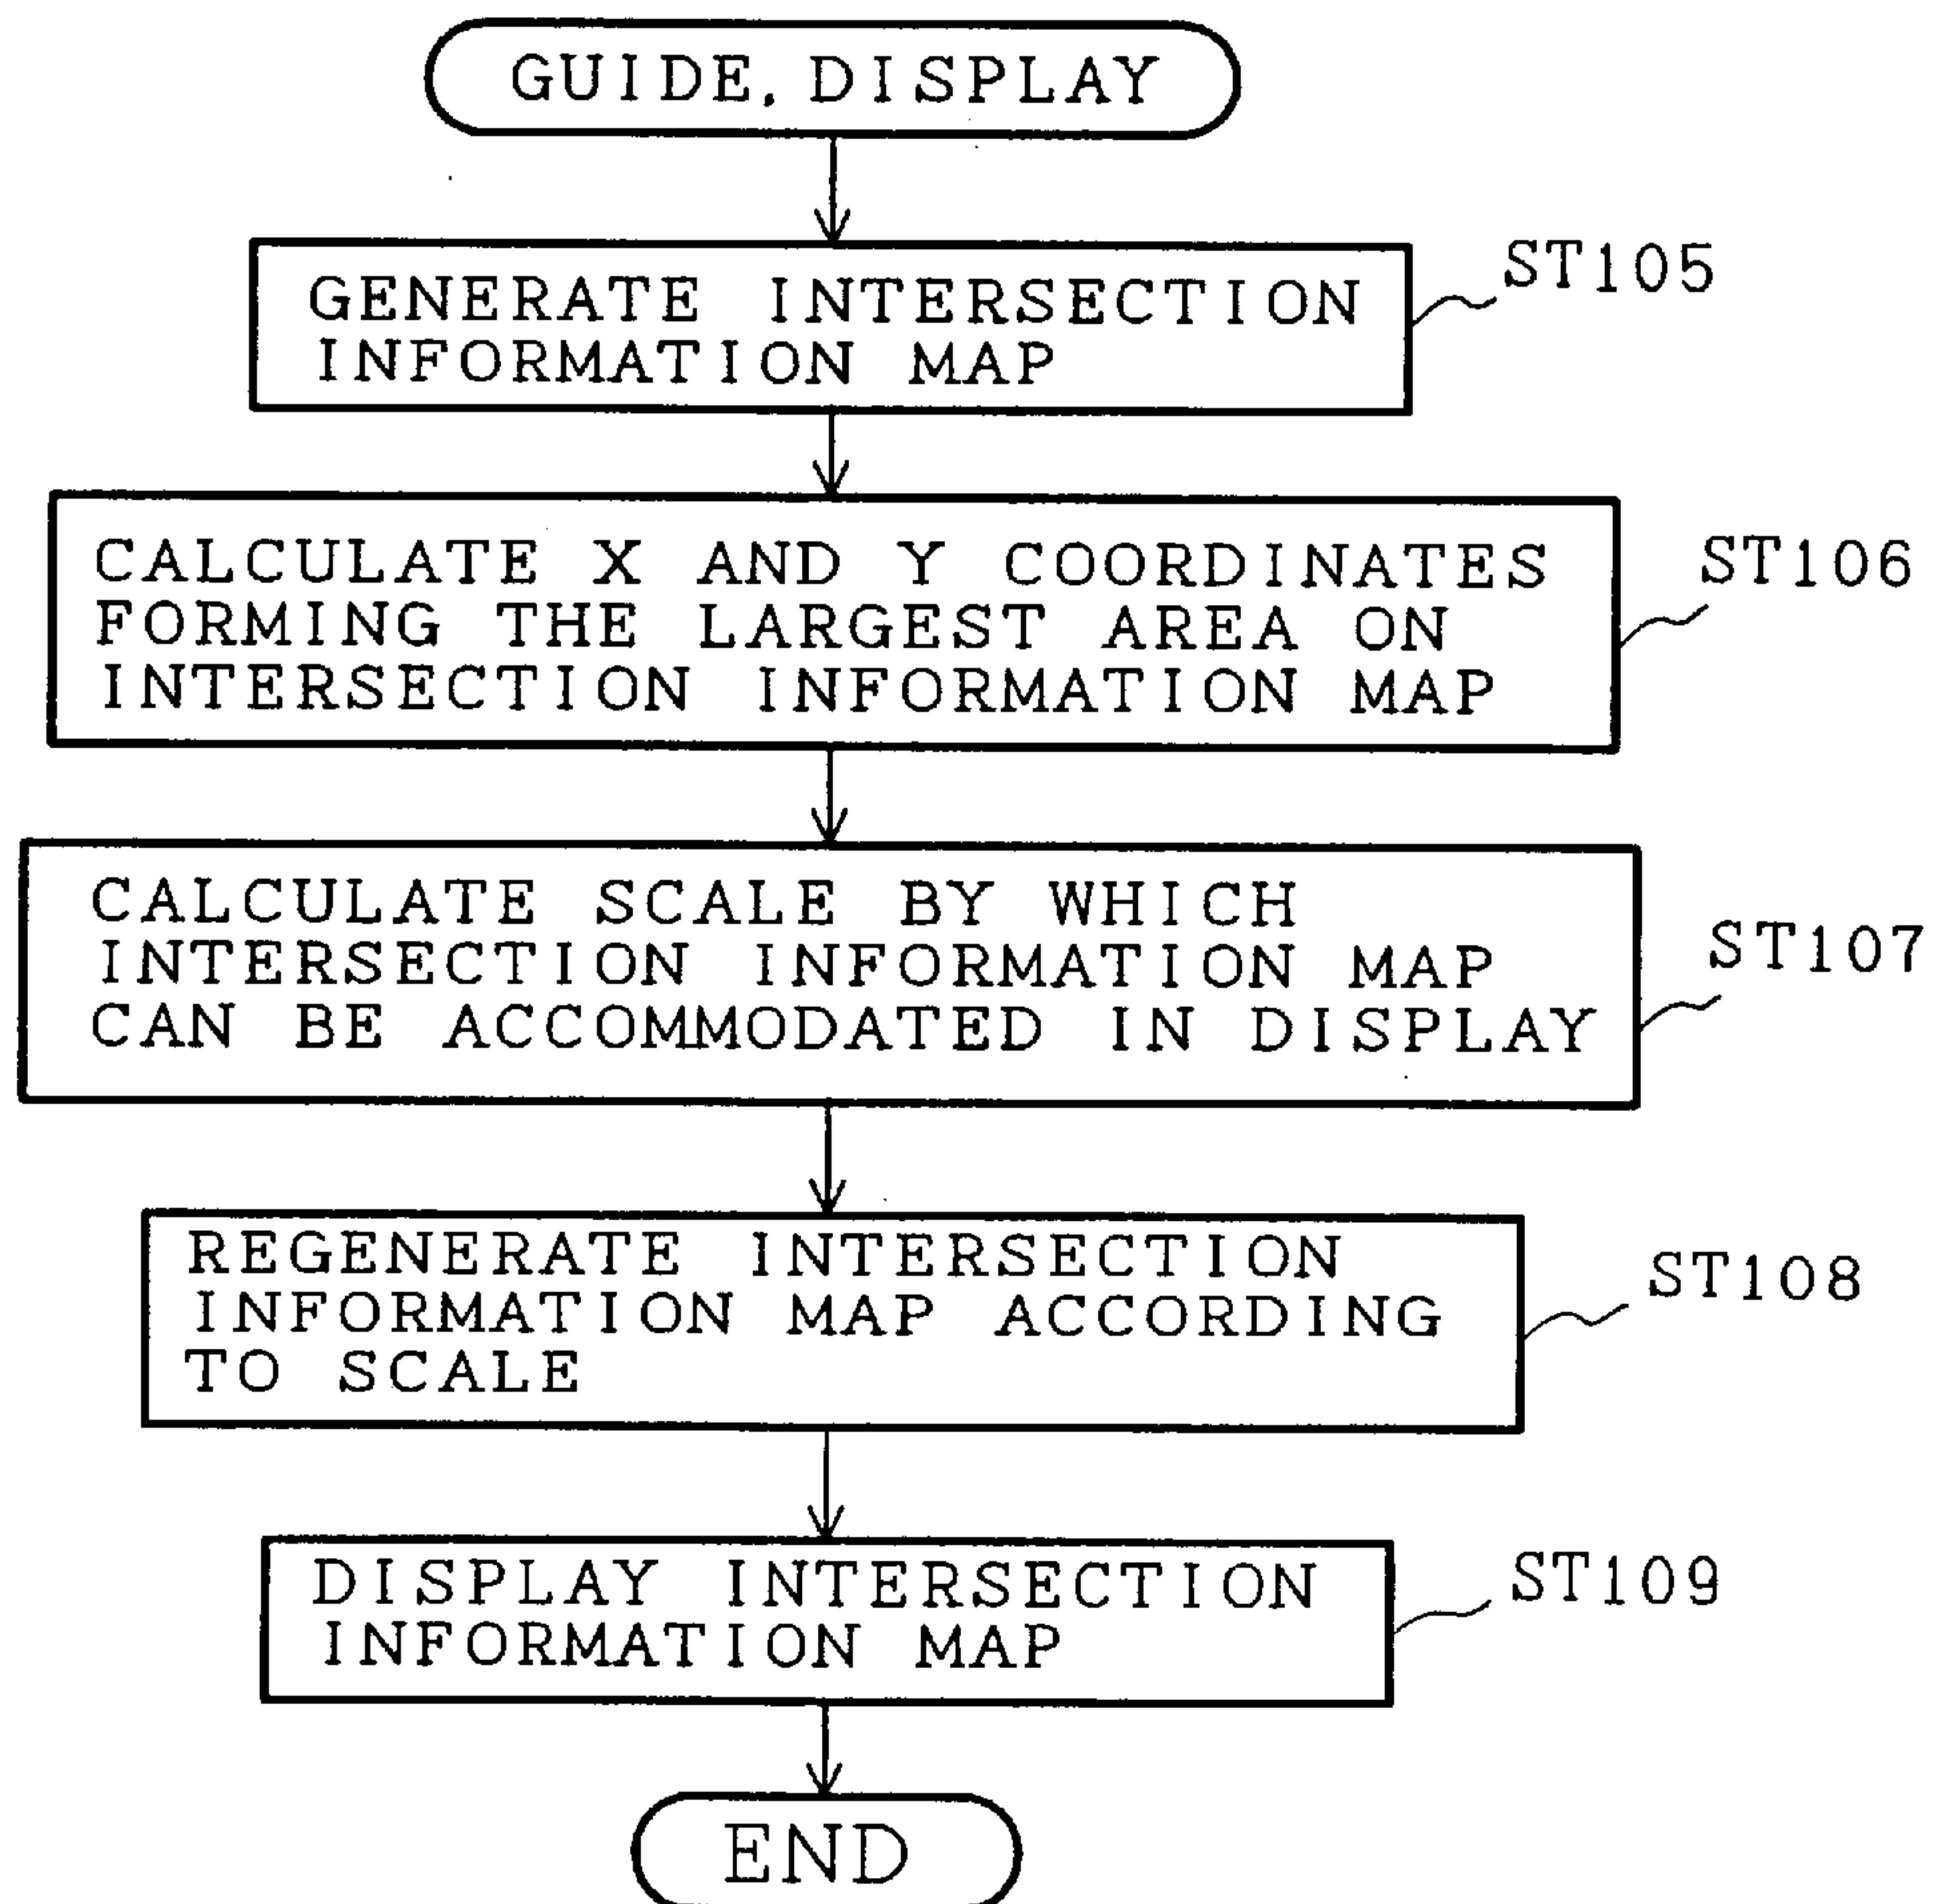 GUIDE, DISPLAY
GENERATE INTERSECTION
INFORMATION MAP
ST105
CALCULATE X AND Y COORDINATES
FORMING THE LARGEST AREA ON
INTERSECTION INFORMATION MAP
ST106
CALCULATE SCALE BY WHICH
INTERSECTION INFORMATION MAP
CAN BE ACCOMMODATED IN DISPLAY
ST107
REGENERATE INTERSECTION
INFORMATION MAP ACCORDING
TO SCALE
ST108
DISPLAY INTERSECTION
INFORMATION MAP
ST109
END